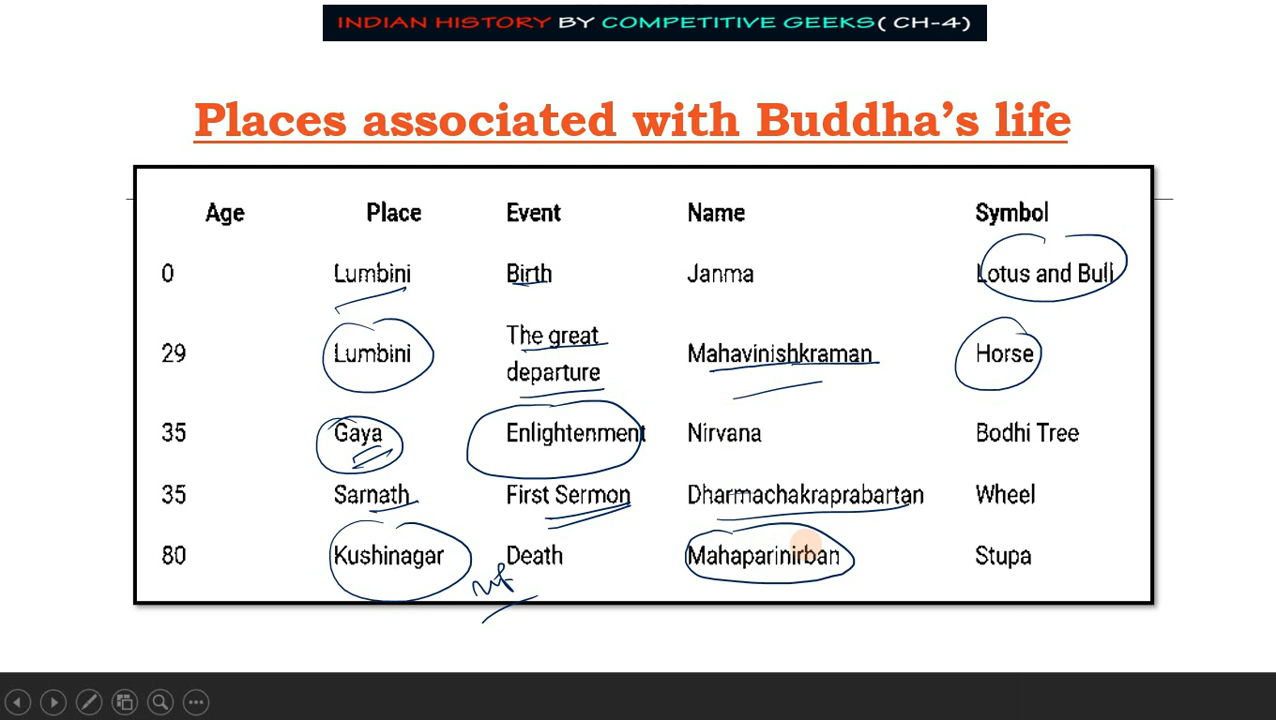 INDIAN HISTORY BY COMPETITIVE GEEKS( CH-4)
Places associated with Buddha's life
Age Place Event Name Symbol
0 Lumbini Birth Janma Lotus and Bull
29 Lumbini The great departure Mahavinishkraman Horse
35 Gaya Enlightenment Nirvana Bodhi Tree
35 Sarnath First Sermon Dharmachakraprabartan Wheel
80 Kushinagar Death Mahaparinirban Stupa